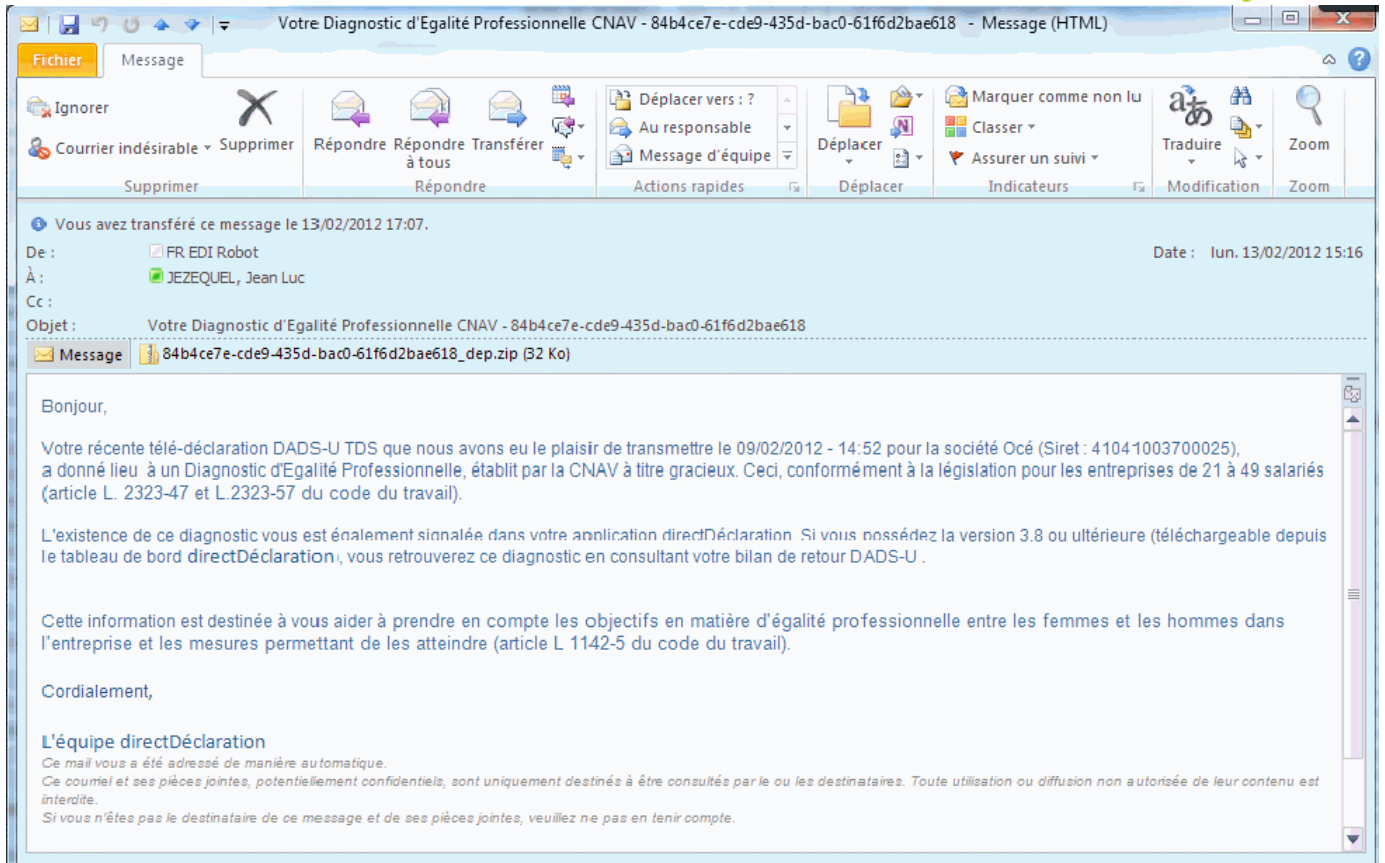 Votre Diagnostic d'Egalité Professionnelle CNAV - 84b4ce7e-cde9-435d-bac0-61f6d2bae618 - Message (HTML)
Fichier Message
Ignorer
Courrier indésirable
Supprimer
Répondre Répondre à tous Transférer
Déplacer vers : ?
Au responsable
Message d'équipe
Déplacer
Marquer comme non lu
Classer
Assurer un suivi
Traduire
Zoom
Supprimer Répondre Actions rapides Déplacer Indicateurs Modification Zoom
Vous avez transféré ce message le 13/02/2012 17:07.
De : FR EDI Robot Date : lun. 13/02/2012 15:16
À : JEZEQUEL, Jean Luc
Cc :
Objet : Votre Diagnostic d'Egalité Professionnelle CNAV - 84b4ce7e-cde9-435d-bac0-61f6d2bae618
Message 84b4ce7e-cde9-435d-bac0-61f6d2bae618_dep.zip (32 Ko)
Bonjour,
Votre récente télé-déclaration DADS-U TDS que nous avons eu le plaisir de transmettre le 09/02/2012 - 14:52 pour la société Océ (Siret : 41041003700025),
a donné lieu à un Diagnostic d'Egalité Professionnelle, établit par la CNAV à titre gracieux. Ceci, conformément à la législation pour les entreprises de 21 à 49 salariés
(article L. 2323-47 et L.2323-57 du code du travail).
L'existence de ce diagnostic vous est également signalée dans votre application directDéclaration. Si vous possédez la version 3.8 ou ultérieure (téléchargeable depuis
le tableau de bord directDéclaration), vous retrouverez ce diagnostic en consultant votre bilan de retour DADS-U .
Cette information est destinée à vous aider à prendre en compte les objectifs en matière d'égalité professionnelle entre les femmes et les hommes dans
l'entreprise et les mesures permettant de les atteindre (article L 1142-5 du code du travail).
Cordialement,
L'équipe directDéclaration
Ce mail vous a été adressé de manière automatique.
Ce courriel et ses pièces jointes, potentiellement confidentiels, sont uniquement destinés à être consultés par le ou les destinataires. Toute utilisation ou diffusion non autorisée de leur contenu est
interdite.
Si vous n'êtes pas le destinataire de ce message et de ses pièces jointes, veuillez ne pas en tenir compte.